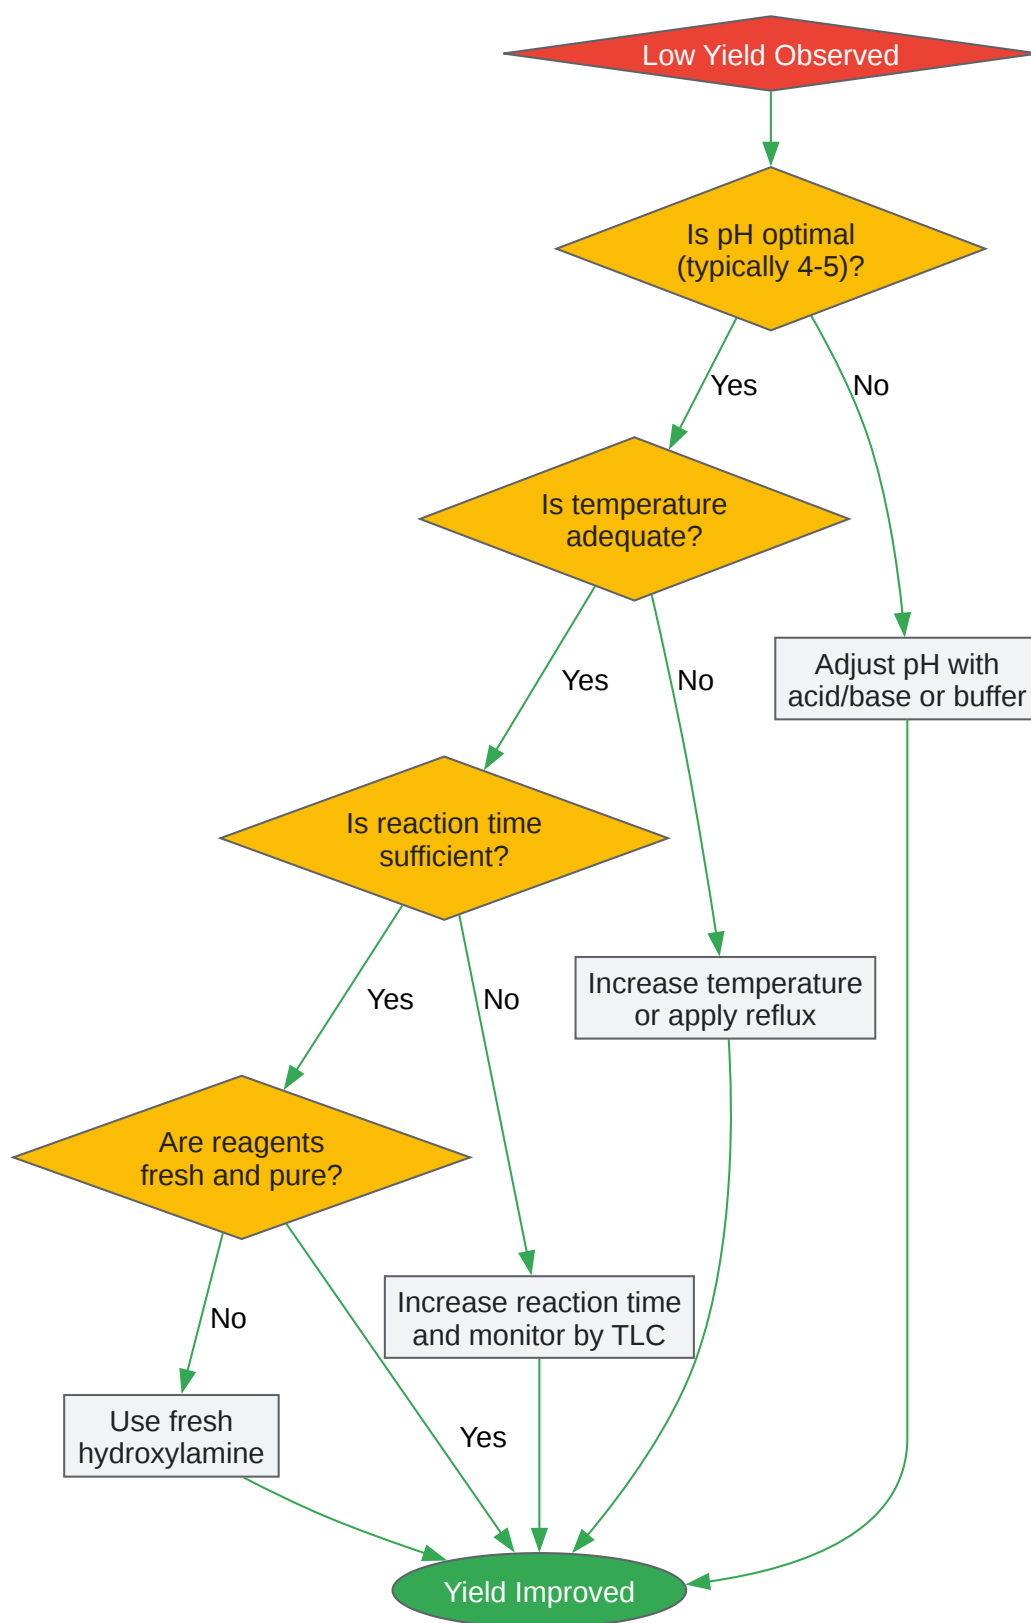 Low Yield Observed
Is pH optimal
(typically 4-5)?
Yes
No
Is temperature
adequate?
Yes
No
Adjust pH with
acid/base or buffer
Is reaction time
sufficient?
Yes
No
Increase temperature
or apply reflux
Are reagents
fresh and pure?
No
Yes
Increase reaction time
and monitor by TLC
Use fresh
hydroxylamine
Yield Improved